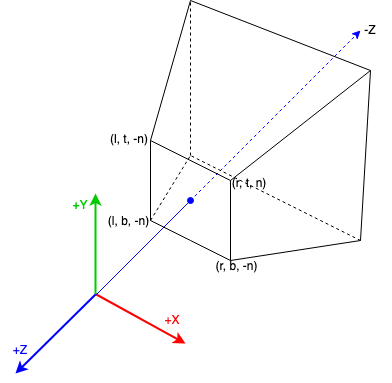 -Z
(l, t, -n)
(r, t, n)
+Y
(l, b, -n)
(r, b, -n)
+X
+Z